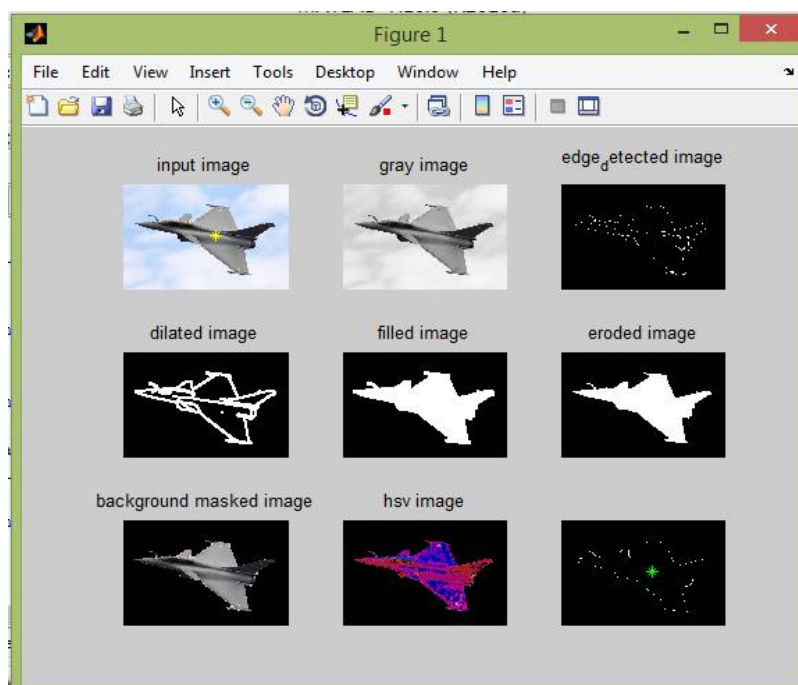 Figure 1
File Edit View Insert Tools Desktop Window Help
input image
gray image
edge_detected image
dilated image
filled image
eroded image
background masked image
hsv image